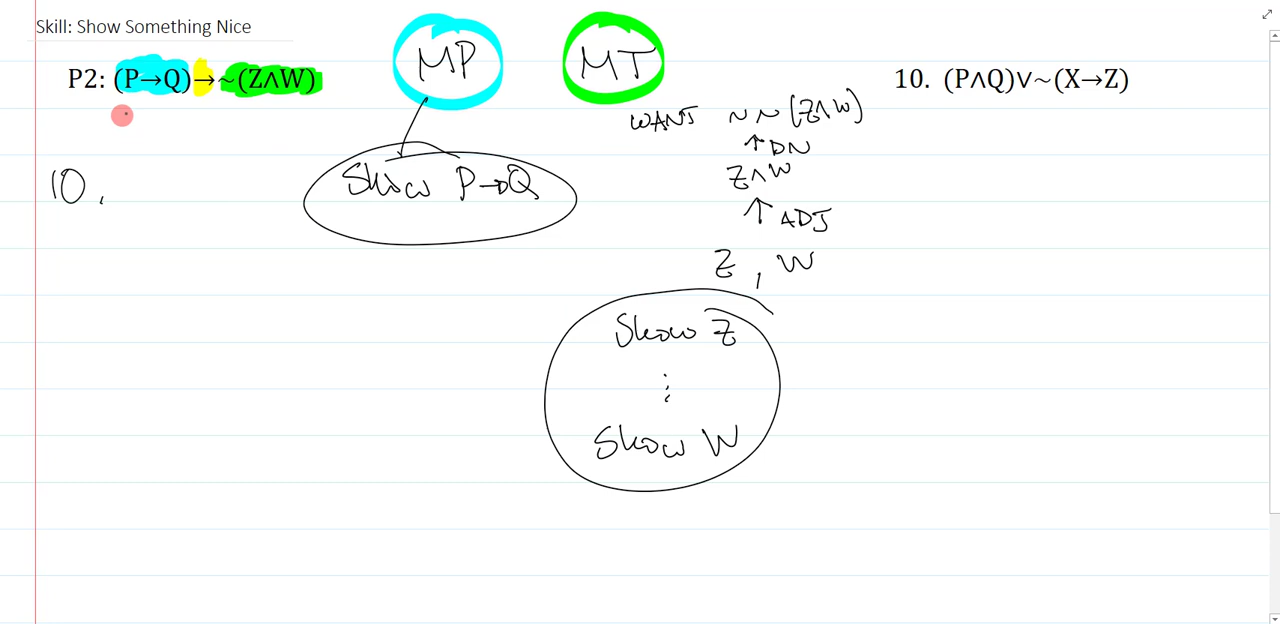 Skill: Show Something Nice
MP
MT
P2: (P→Q)→~(Z∧W)
10. (P∧Q)∨~(X→Z)
WANT ~~(Z∧W)
↑DN
Z∧W
↑ ADJ
Z, W
10.
Show P→Q
Show Z
⋮
Show W